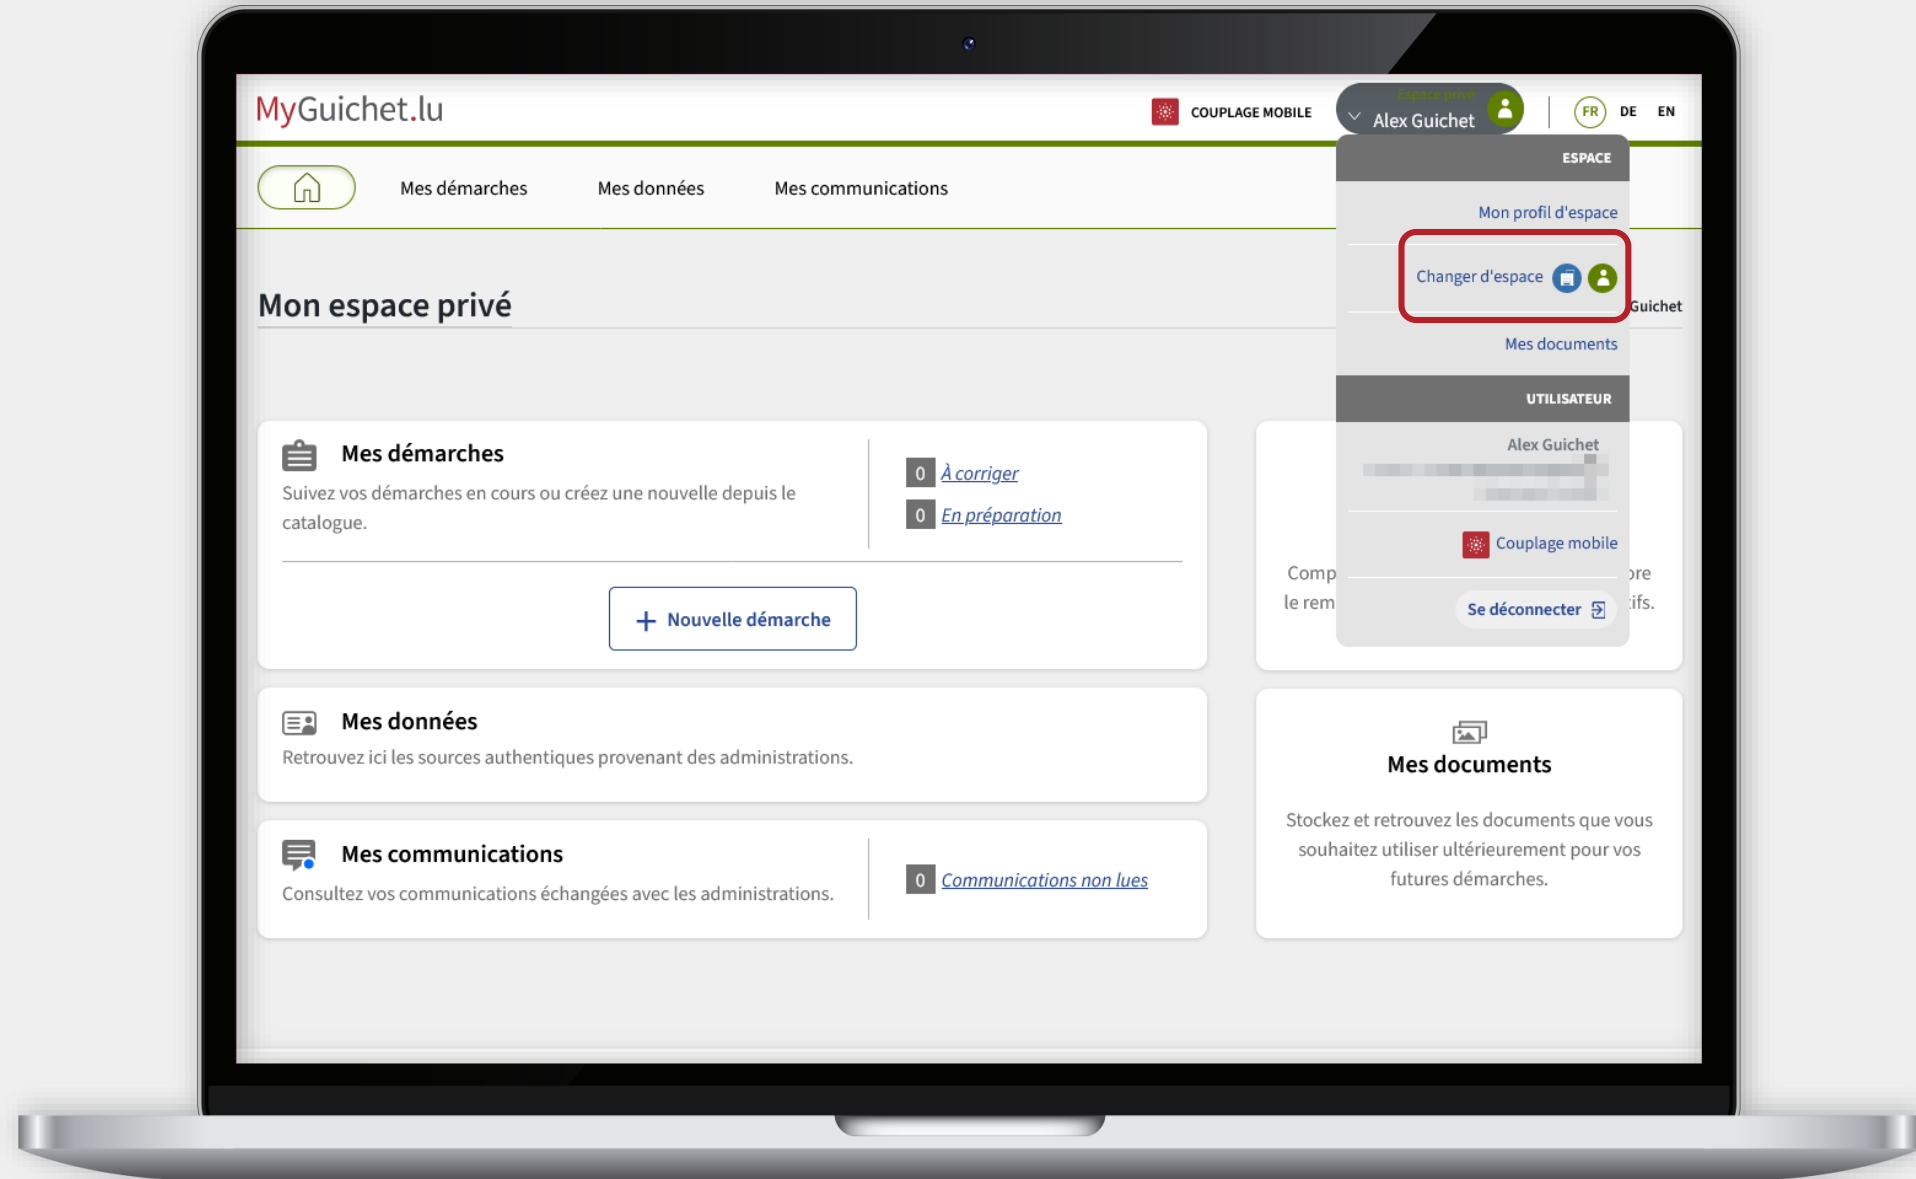 MyGuichet.lu
COUPLAGE MOBILE
Espace privé
Alex Guichet
FR DE EN
Mes démarches
Mes données
Mes communications
ESPACE
Mon profil d'espace
Changer d'espace
Mes documents
UTILISATEUR
Alex Guichet
Couplage mobile
Se déconnecter
Mon espace privé
Guichet
Mes démarches
Suivez vos démarches en cours ou créez une nouvelle depuis le
catalogue.
0 À corriger
0 En préparation
+ Nouvelle démarche
Mes données
Retrouvez ici les sources authentiques provenant des administrations.
Mes communications
Consultez vos communications échangées avec les administrations.
0 Communications non lues
le
Mes documents
Stockez et retrouvez les documents que vous
souhaitez utiliser ultérieurement pour vos
futures démarches.